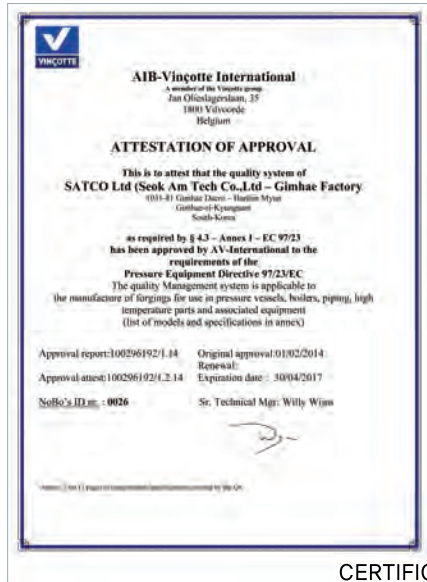 VINÇOTTE
AIB-Vinçotte International
A member of the Vinçotte group
Jan Olieslagerslaan, 35
1800 Vilvoorde
Belgium
ATTESTATION OF APPROVAL
This is to attest that the quality system of
SATCO Ltd (Seok Am Tech Co.,Ltd – Gimhae Factory
South-Korea
as required by § 4.3 – Annex I – EC 97/23
has been approved by AV-International to the
requirements of the
Pressure Equipment Directive 97/23/EC
The quality Management system is applicable to
the manufacture of forgings for use in pressure vessels, boilers, piping, high
temperature parts and associated equipment
(list of models and specifications in annex)
Approval report:100296192/1.14 Original approval:01/02/2014
Renewal:
Approval attest:100296192/1.2.14 Expiration date : 30/04/2017
NoBo's ID nr. : 0026 Sr. Technical Mgr: Willy Wijns
CERTIFIC